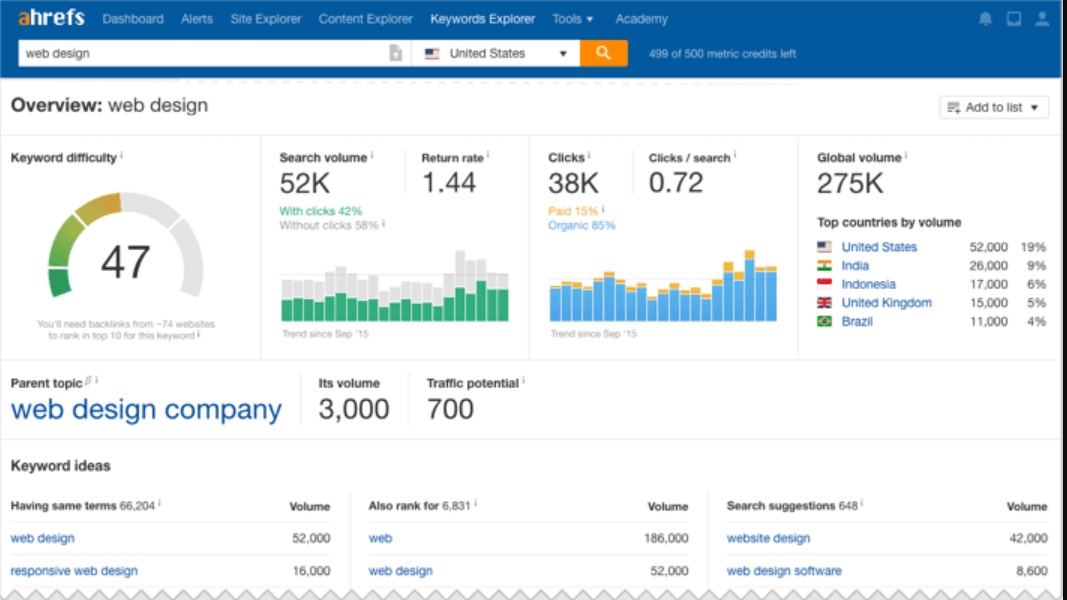 ahrefs Dashboard Alerts Site Explorer Content Explorer Keywords Explorer Tools Academy
web design United States 499 of 500 metric credits left
Overview: web design Add to list
Keyword difficulty i
47
You'll need backlinks from ~74 websites
to rank in top 10 for this keyword i
Search volume i Return rate i
52K 1.44
With clicks 42%
Without clicks 58% i
Trend since Sep '15
Clicks i Clicks / search i
38K 0.72
Paid 15% i
Organic 85%
Trend since Sep '15
Global volume i
275K
Top countries by volume
United States 52,000 19%
India 26,000 9%
Indonesia 17,000 6%
United Kingdom 15,000 5%
Brazil 11,000 4%
Parent topic i Its volume Traffic potential i
web design company 3,000 700
Keyword ideas
Having same terms 66,204 i Volume
web design 52,000
responsive web design 16,000
Also rank for 6,831 i Volume
web 186,000
web design 52,000
Search suggestions 648 i Volume
website design 42,000
web design software 8,600